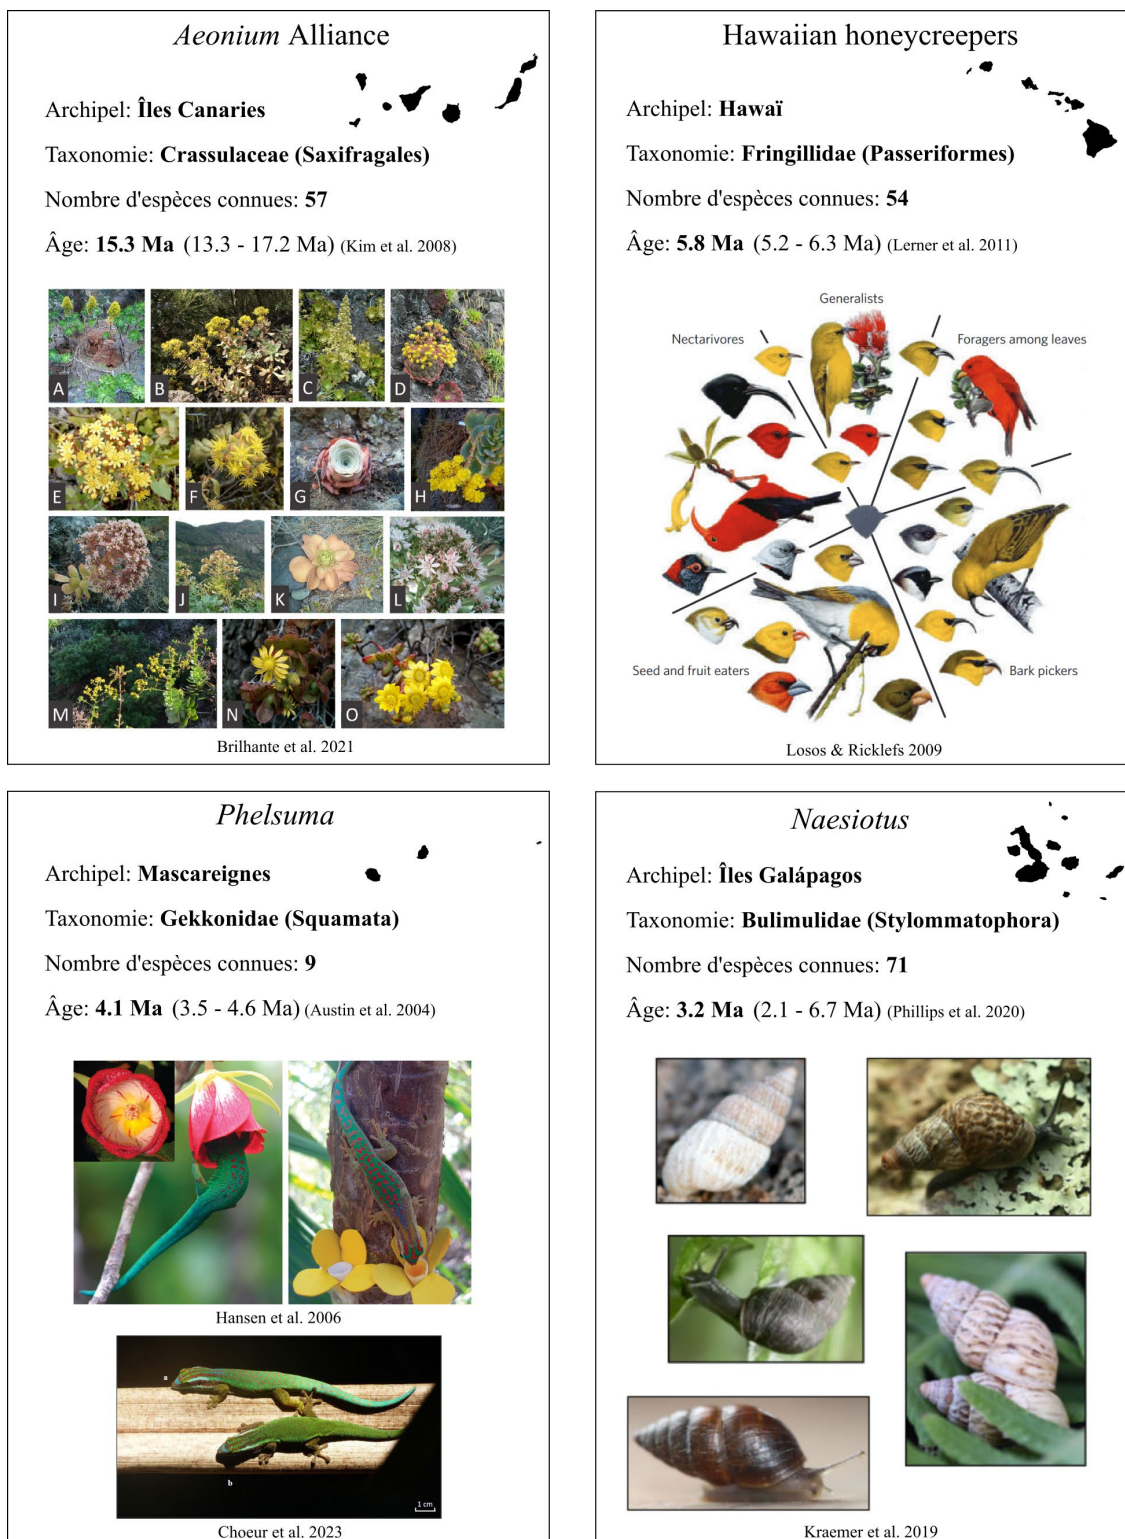 Aeonium Alliance
Archipel: Îles Canaries
Taxonomie: Crassulaceae (Saxifragales)
Nombre d'espèces connues: 57
Âge: 15.3 Ma (13.3 - 17.2 Ma) (Kim et al. 2008)
A
B
C
D
E
F
G
H
I
J
K
L
M
N
O
Brilhante et al. 2021
Hawaiian honeycreepers
Archipel: Hawaï
Taxonomie: Fringillidae (Passeriformes)
Nombre d'espèces connues: 54
Âge: 5.8 Ma (5.2 - 6.3 Ma) (Lerner et al. 2011)
Generalists
Nectarivores
Foragers among leaves
Seed and fruit eaters
Bark pickers
Losos & Ricklefs 2009
Phelsuma
Archipel: Mascareignes
Taxonomie: Gekkonidae (Squamata)
Nombre d'espèces connues: 9
Âge: 4.1 Ma (3.5 - 4.6 Ma) (Austin et al. 2004)
Hansen et al. 2006
a
b
1 cm
Choeur et al. 2023
Naesiotus
Archipel: Îles Galápagos
Taxonomie: Bulimulidae (Stylommatophora)
Nombre d'espèces connues: 71
Âge: 3.2 Ma (2.1 - 6.7 Ma) (Phillips et al. 2020)
Kraemer et al. 2019